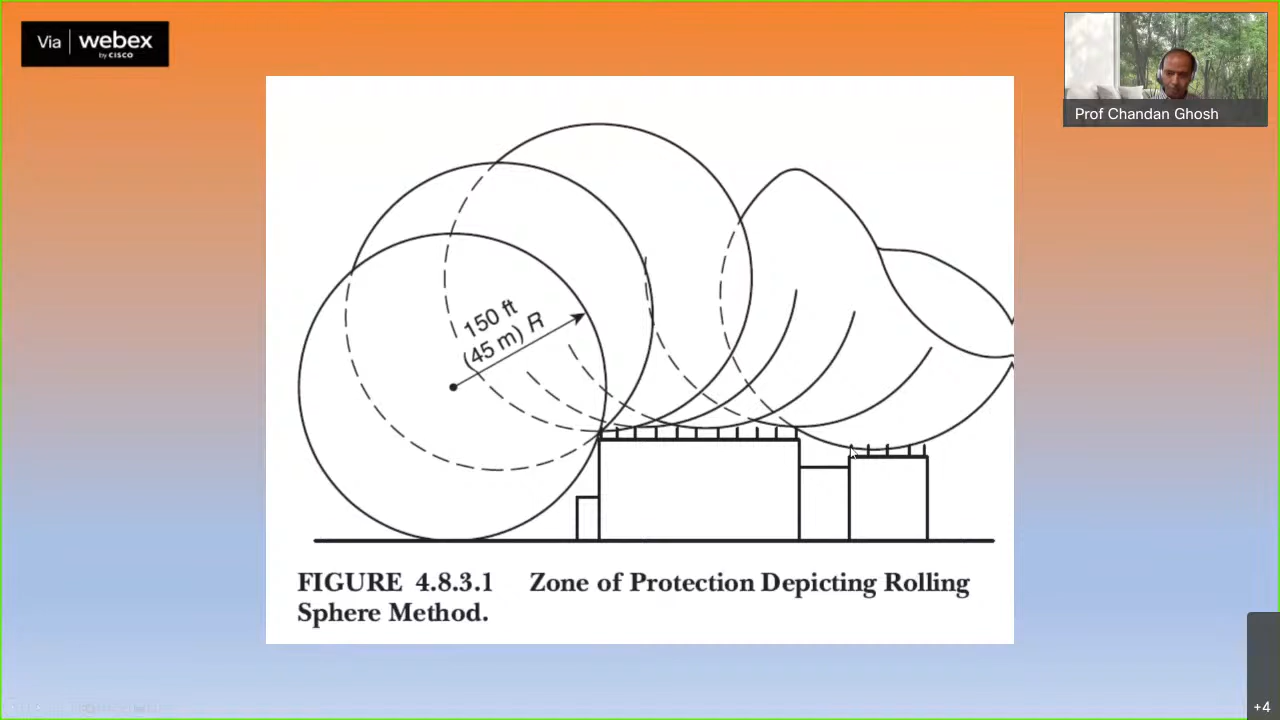 Via webex
by CISCO
Prof Chandan Ghosh
150 ft
(45 m) R
FIGURE 4.8.3.1 Zone of Protection Depicting Rolling
Sphere Method.
+4